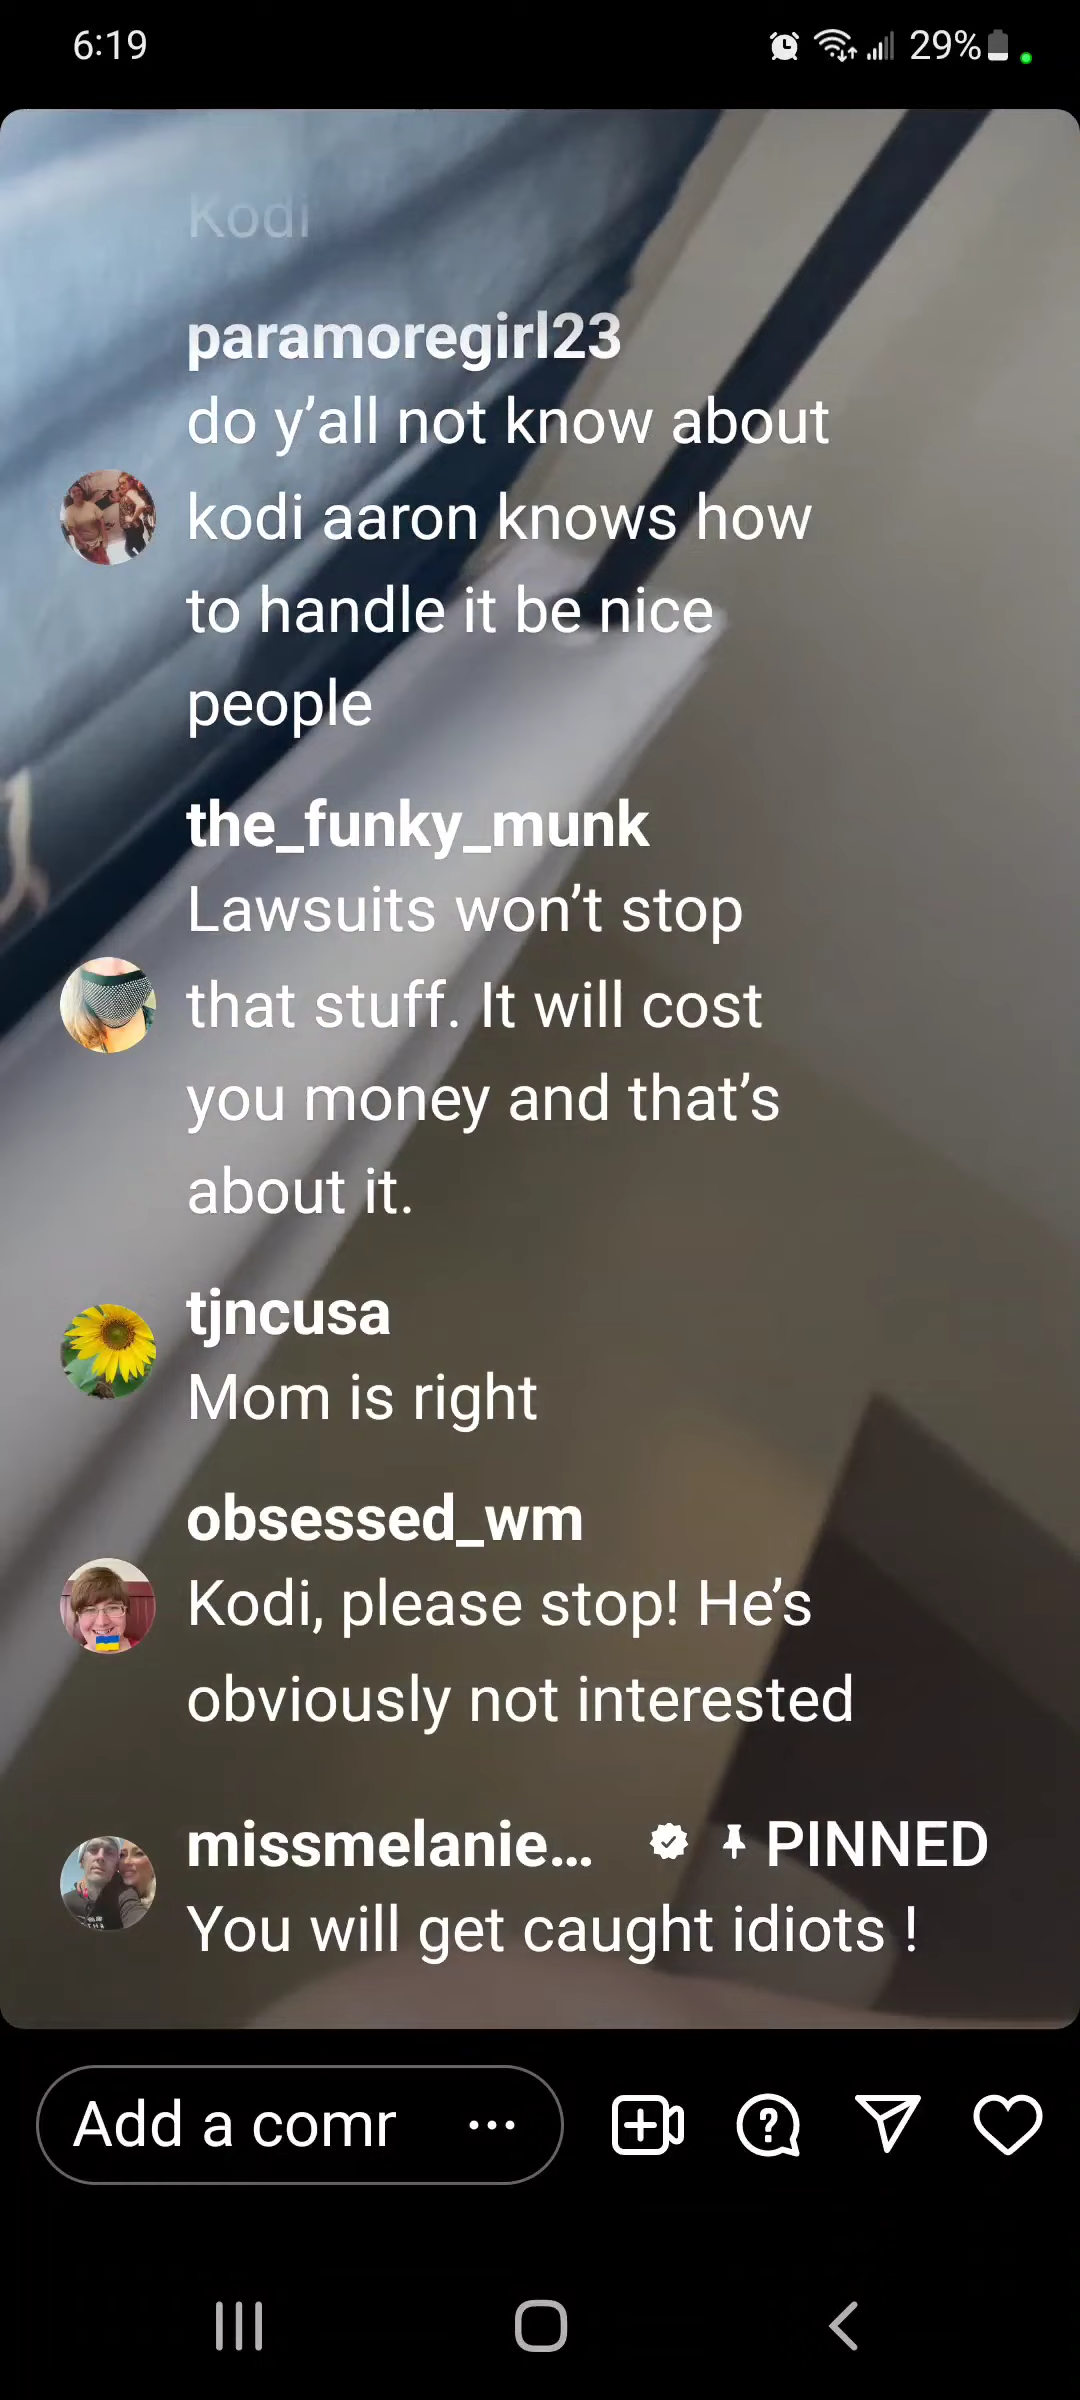 6:19
29%
Kodi
paramoregirl23
do y’all not know about
kodi aaron knows how
to handle it be nice
people
the_funky_munk
Lawsuits won’t stop
that stuff. It will cost
you money and that’s
about it.
tjncusa
Mom is right
obsessed_wm
Kodi, please stop! He’s
obviously not interested
missmelanie... PINNED
You will get caught idiots !
Add a comr ...